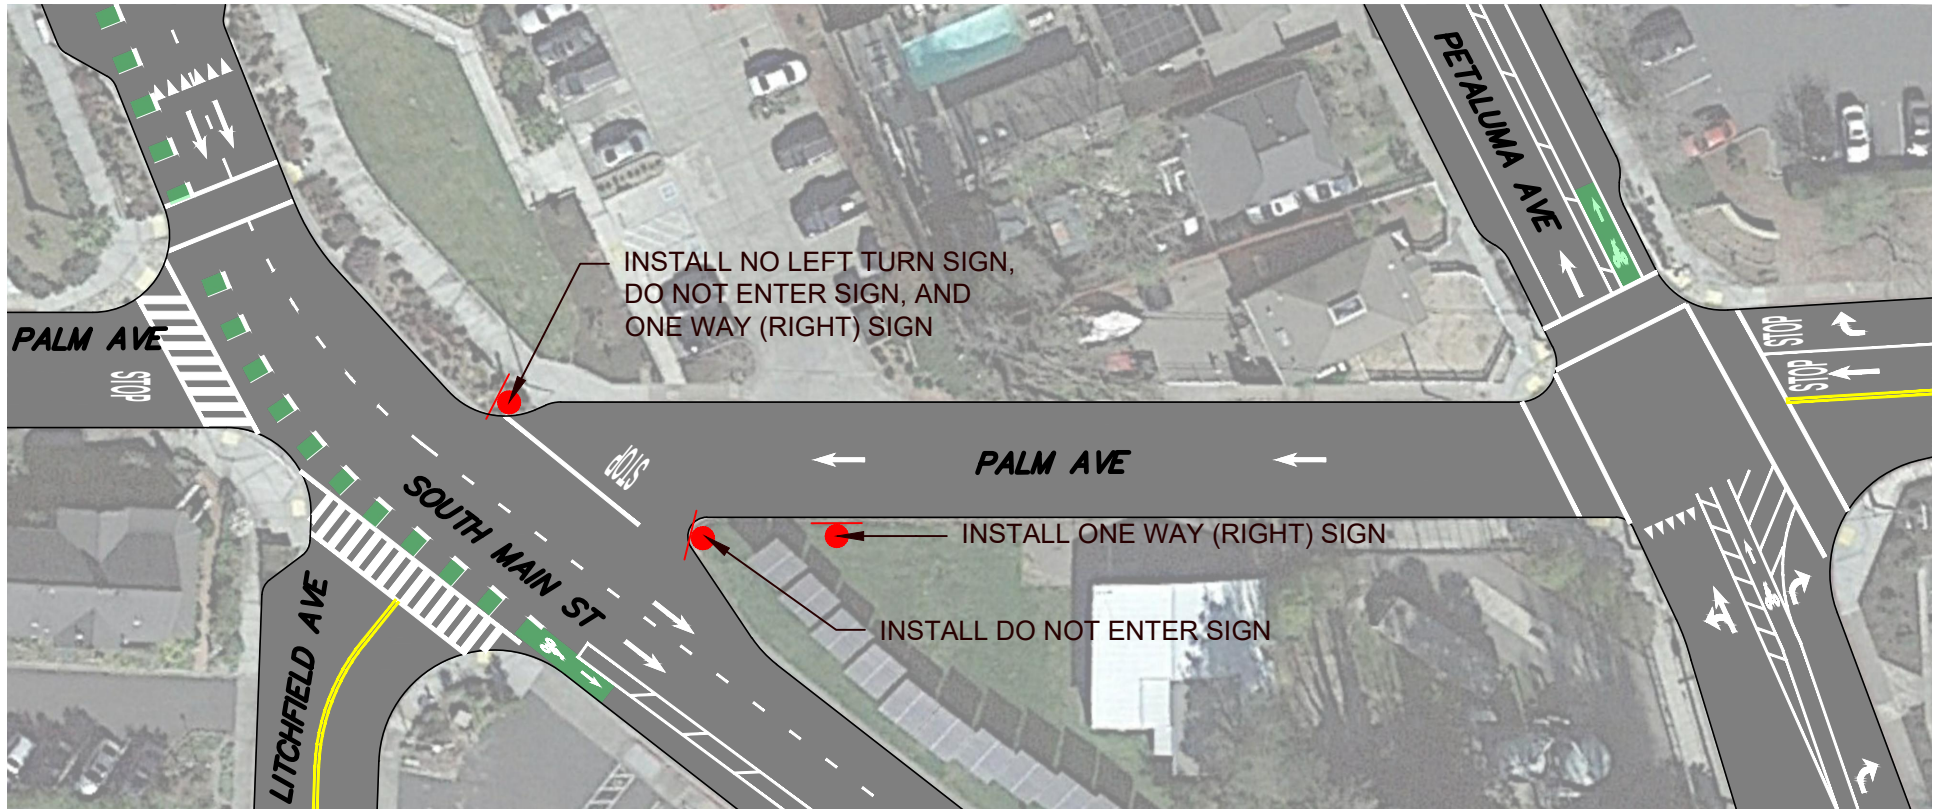 PETALUMA AVE
INSTALL NO LEFT TURN SIGN,
DO NOT ENTER SIGN, AND
ONE WAY (RIGHT) SIGN
PALM AVE
STOP
STOP
STOP
STOP
PALM AVE
SOUTH MAIN ST
INSTALL ONE WAY (RIGHT) SIGN
INSTALL DO NOT ENTER SIGN
LITCHFIELD AVE